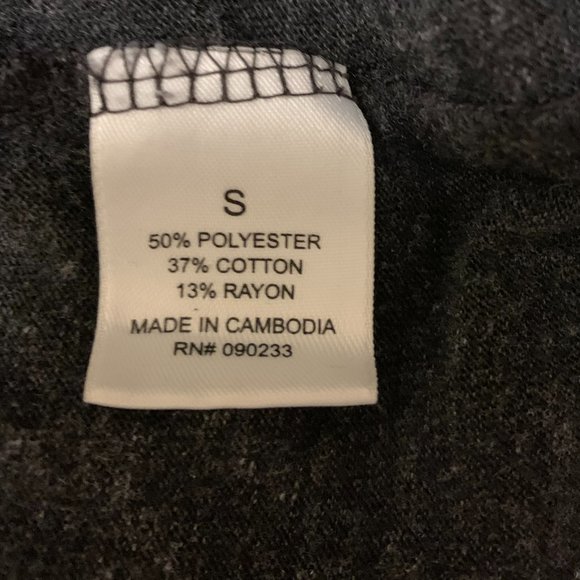 S
50% POLYESTER
37% COTTON
13% RAYON
MADE IN CAMBODIA
RN# 090233